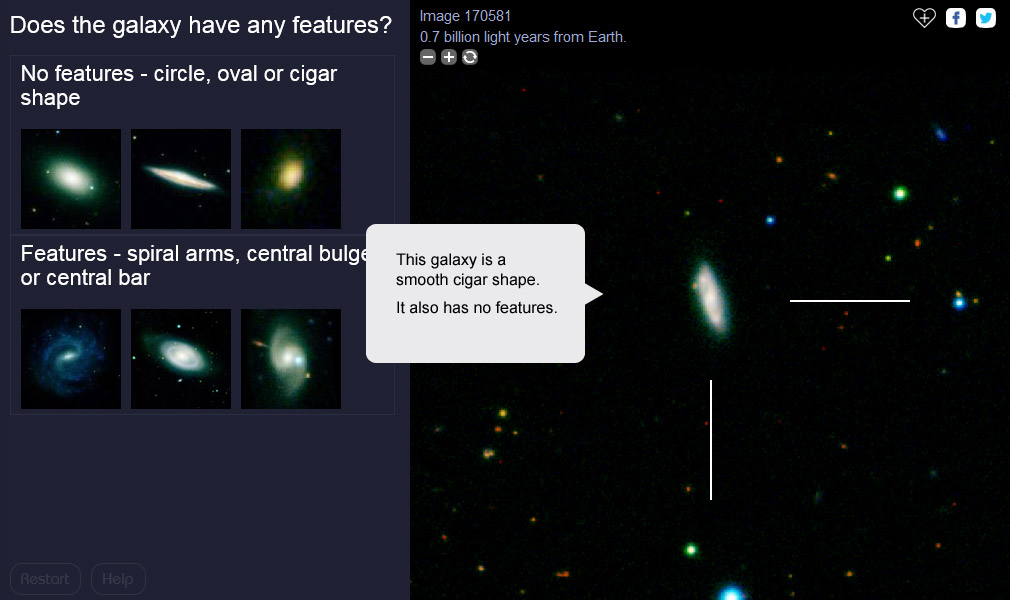 Does the galaxy have any features?
No features - circle, oval or cigar
shape
Features - spiral arms, central bulge
or central bar
Restart
Help
Image 170581
0.7 billion light years from Earth.
This galaxy is a
smooth cigar shape.
It also has no features.